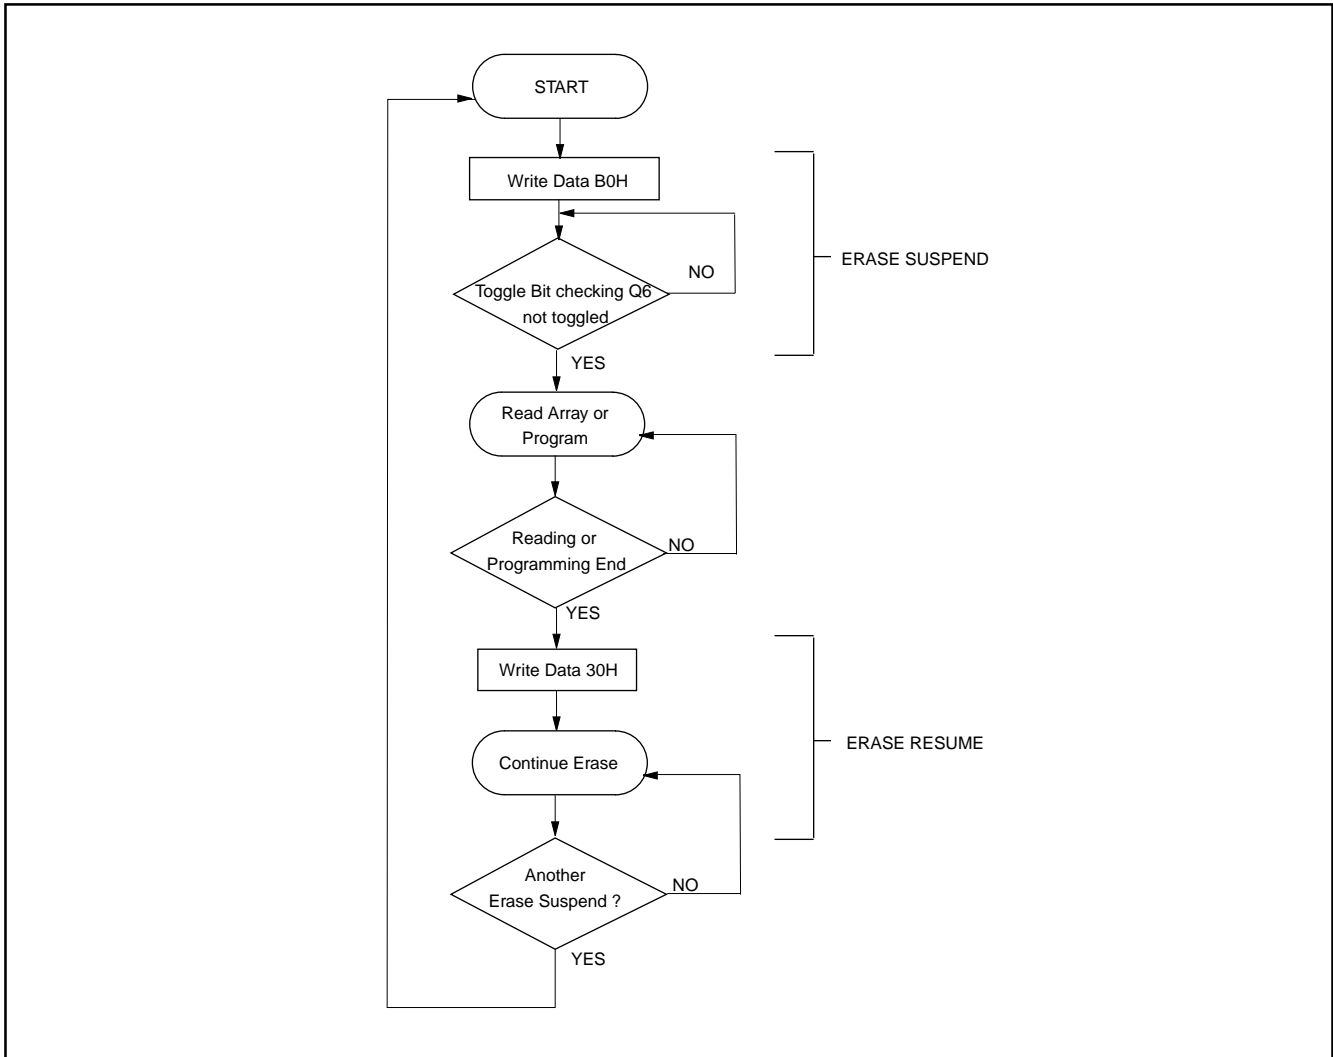 START
Write Data B0H
ERASE SUSPEND
NO
Toggle Bit checking Q6
not toggled
YES
Read Array or
Program
Reading or
Programming End
NO
YES
Write Data 30H
ERASE RESUME
Continue Erase
Another
Erase Suspend ?
NO
YES